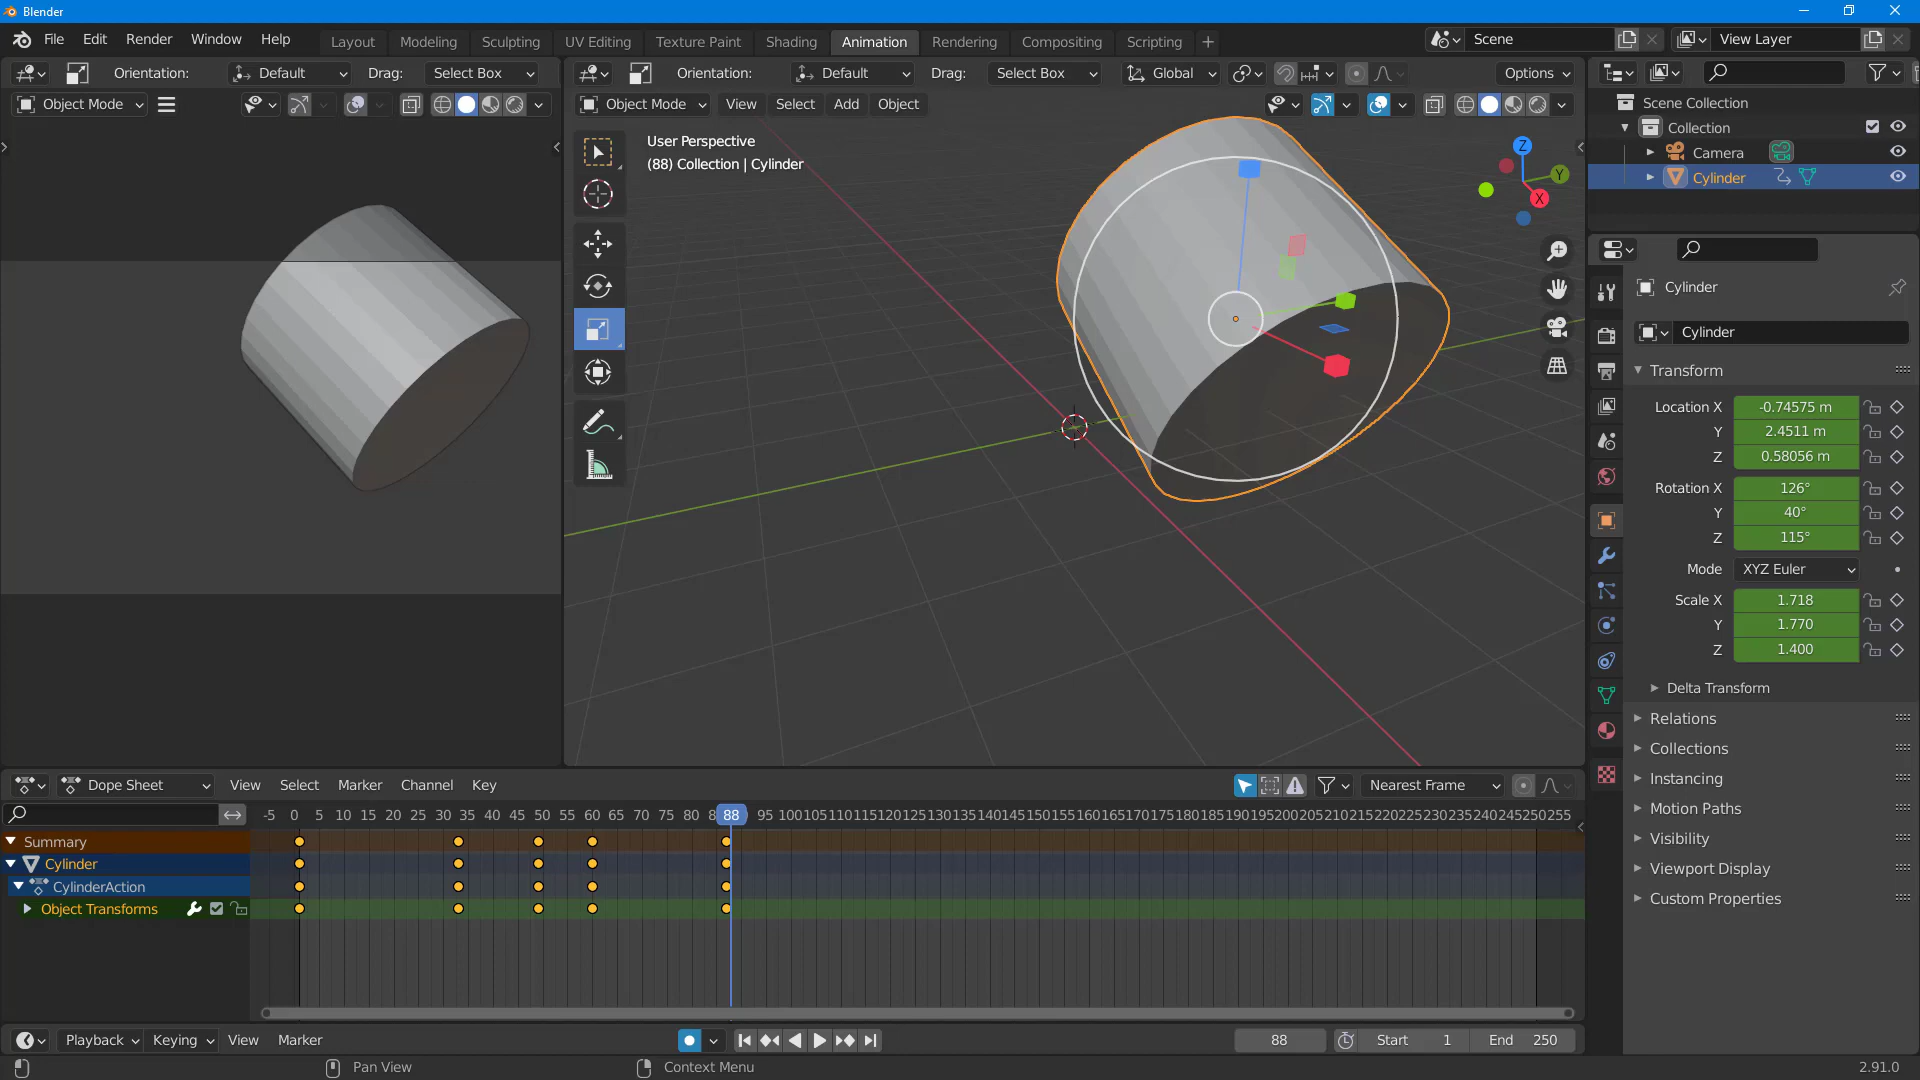 Blender
File Edit Render Window Help Layout Modeling Sculpting UV Editing Texture Paint Shading Animation Rendering Compositing Scripting Scene View Layer
Orientation: Default Drag: Select Box
Object Mode
Orientation: Default Drag: Select Box Global Options
Object Mode View Select Add Object
User Perspective
(88) Collection | Cylinder
Z
Y
X
Scene Collection
Collection
Camera
Cylinder
Cylinder
Cylinder
Transform
Location X -0.74575 m
Y 2.4511 m
Z 0.58056 m
Rotation X 126°
Y 40°
Z 115°
Mode XYZ Euler
Scale X 1.718
Y 1.770
Z 1.400
Delta Transform
Relations
Collections
Instancing
Motion Paths
Visibility
Viewport Display
Custom Properties
Dope Sheet View Select Marker Channel Key Nearest Frame
-5 0 5 10 15 20 25 30 35 40 45 50 55 60 65 70 75 80 8 88 95 100 105 110 115 120 125 130 135 140 145 150 155 160 165 170 175 180 185 190 195 200 205 210 215 220 225 230 235 240 245 250 255
Summary
Cylinder
CylinderAction
Object Transforms
Playback Keying View Marker 88 Start 1 End 250
Pan View Context Menu 2.91.0